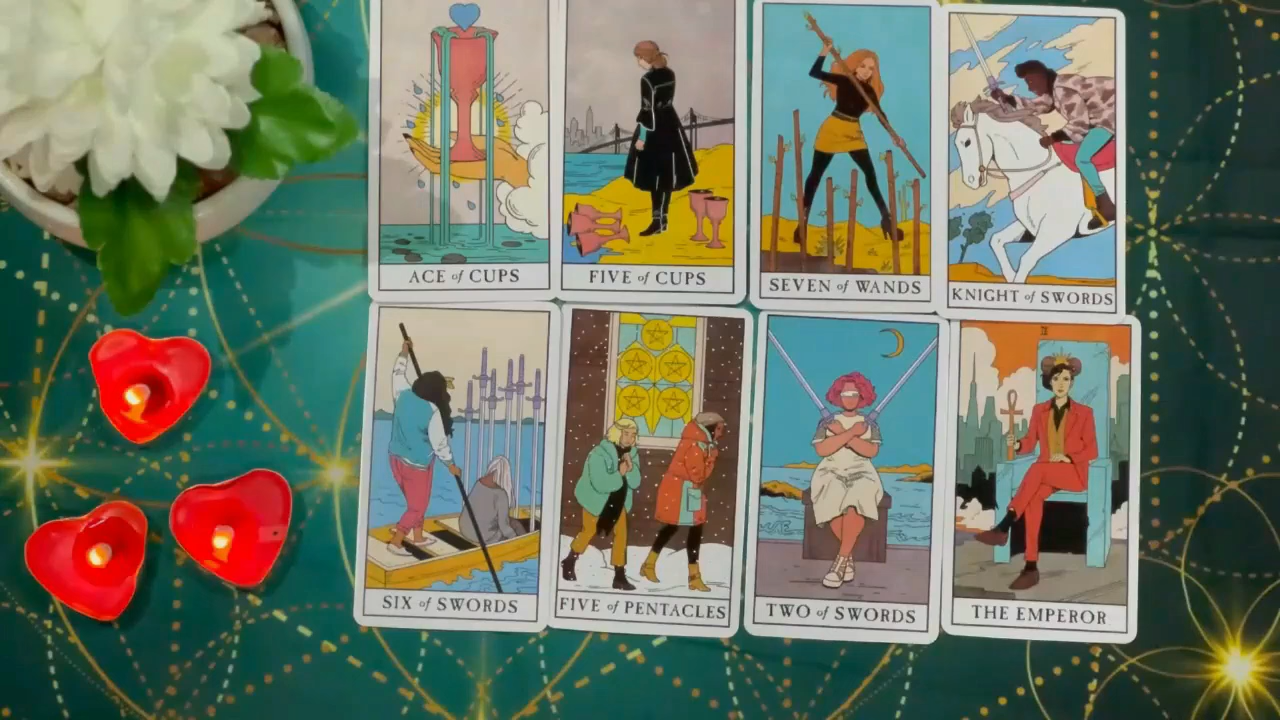 ACE of CUPS
FIVE of CUPS
SEVEN of WANDS
KNIGHT of SWORDS
SIX of SWORDS
FIVE of PENTACLES
TWO of SWORDS
THE EMPEROR